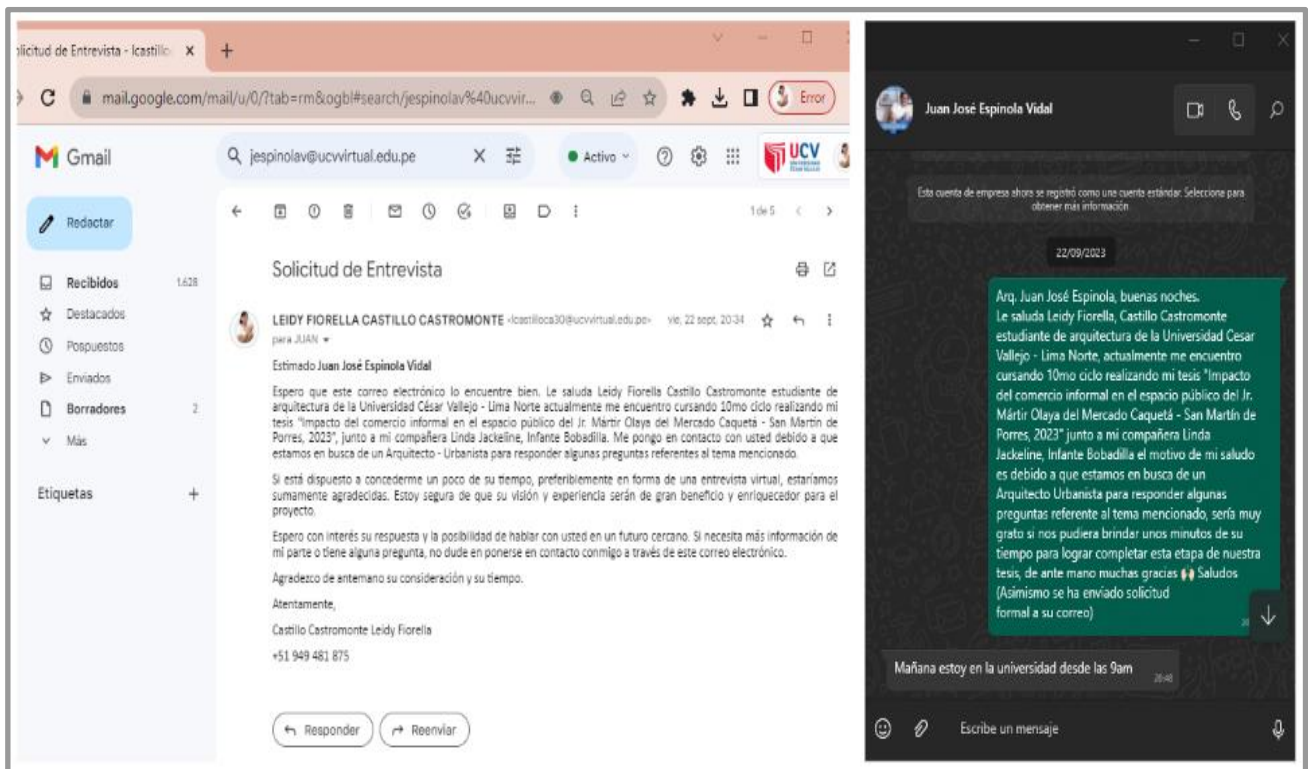 olicitud de Entrevista - lcastillo
mail.google.com/mail/u/0/?tab=rm&ogbl#search/jespinolav%40ucvvir...
Error
Gmail
jespinolav@ucvvirtual.edu.pe
Activo
UCV
Redactar
1 de 5
Recibidos 1.628
Destacados
Pospuestos
Enviados
Borradores 2
Más
Etiquetas +
Solicitud de Entrevista
LEIDY FIORELLA CASTILLO CASTROMONTE <lcastilloca30@ucvvirtual.edu.pe> vie, 22 sept, 20:34
para JUAN
Estimado Juan José Espinola Vidal
Espero que este correo electrónico lo encuentre bien. Le saluda Leidy Fiorella Castillo Castromonte estudiante de
arquitectura de la Universidad César Vallejo - Lima Norte actualmente me encuentro cursando 10mo ciclo realizando mi
tesis "Impacto del comercio informal en el espacio público del Jr. Mártir Olaya del Mercado Caquetá - San Martín de
Porres, 2023", junto a mi compañera Linda Jackeline, Infante Bobadilla. Me pongo en contacto con usted debido a que
estamos en busca de un Arquitecto - Urbanista para responder algunas preguntas referentes al tema mencionado.
Si está dispuesto a concederme un poco de su tiempo, preferiblemente en forma de una entrevista virtual, estaríamos
sumamente agradecidas. Estoy segura de que su visión y experiencia serán de gran beneficio y enriquecedor para el
proyecto.
Espero con interés su respuesta y la posibilidad de hablar con usted en un futuro cercano. Si necesita más información de
mi parte o tiene alguna pregunta, no dude en ponerse en contacto conmigo a través de este correo electrónico.
Agradezco de antemano su consideración y su tiempo.
Atentamente,
Castillo Castromonte Leidy Fiorella
+51 949 481 875
Responder
Reenviar
Juan José Espinola Vidal
Esta cuenta de empresa ahora se registró como una cuenta estándar. Selecciona para
obtener más información.
22/09/2023
Arq. Juan José Espinola, buenas noches.
Le saluda Leidy Fiorella, Castillo Castromonte
estudiante de arquitectura de la Universidad Cesar
Vallejo - Lima Norte, actualmente me encuentro
cursando 10mo ciclo realizando mi tesis "Impacto
del comercio informal en el espacio público del Jr.
Mártir Olaya del Mercado Caquetá - San Martín de
Porres, 2023" junto a mi compañera Linda
Jackeline, Infante Bobadilla el motivo de mi saludo
es debido a que estamos en busca de un
Arquitecto Urbanista para responder algunas
preguntas referente al tema mencionado, sería muy
grato si nos pudiera brindar unos minutos de su
tiempo para lograr completar esta etapa de nuestra
tesis, de ante mano muchas gracias 🙌🏻 Saludos
(Asimismo se ha enviado solicitud
formal a su correo)
Mañana estoy en la universidad desde las 9am
20:48
Escribe un mensaje